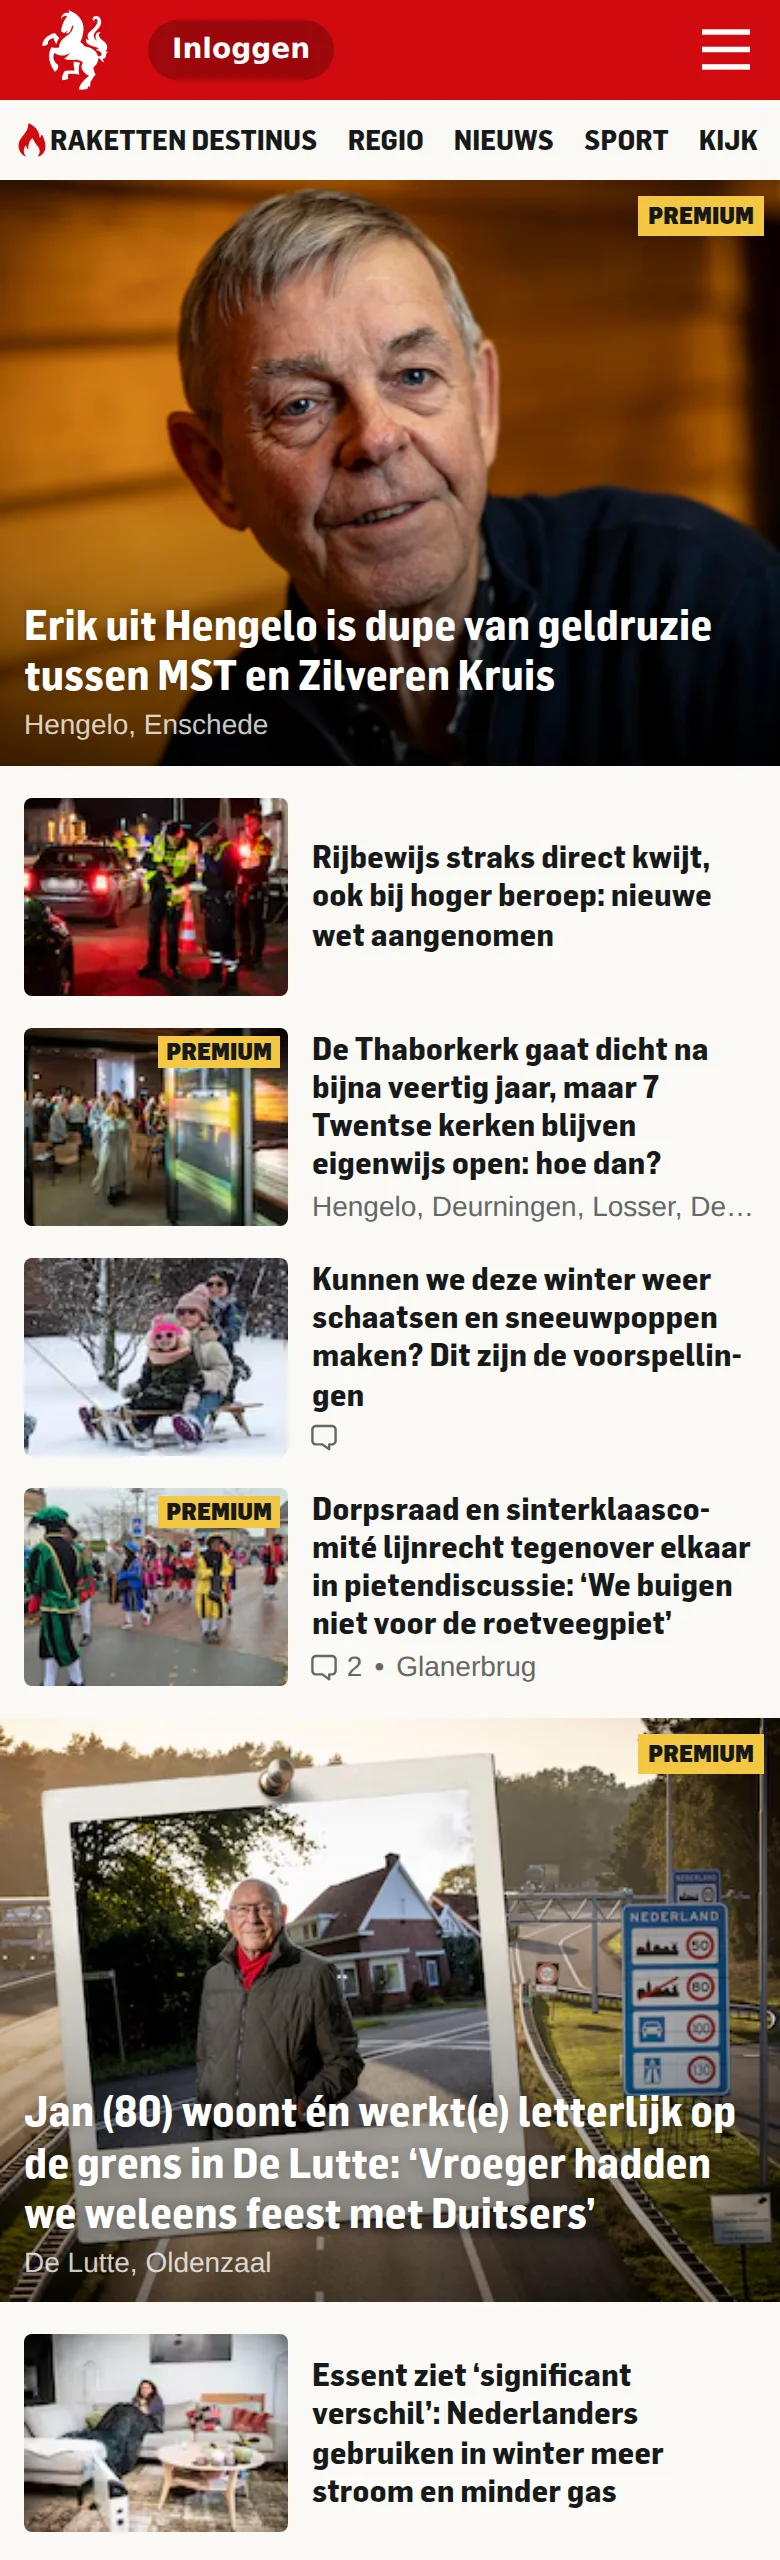 Inloggen
RAKETTEN DESTINUS REGIO NIEUWS SPORT KIJK
PREMIUM
Erik uit Hengelo is dupe van geldruzie
tussen MST en Zilveren Kruis
Hengelo, Enschede
Rijbewijs straks direct kwijt,
ook bij hoger beroep: nieuwe
wet aangenomen
PREMIUM
De Thaborkerk gaat dicht na
bijna veertig jaar, maar 7
Twentse kerken blijven
eigenwijs open: hoe dan?
Hengelo, Deurningen, Losser, De…
Kunnen we deze winter weer
schaatsen en sneeuwpoppen
maken? Dit zijn de voorspellin-
gen
PREMIUM
Dorpsraad en sinterklaasco-
mité lijnrecht tegenover elkaar
in pietendiscussie: ‘We buigen
niet voor de roetveegpiet’
2 • Glanerbrug
PREMIUM
NEDERLAND
NEDERLAND
50
80
100
130
Jan (80) woont én werkt(e) letterlijk op
de grens in De Lutte: ‘Vroeger hadden
we weleens feest met Duitsers’
De Lutte, Oldenzaal
Essent ziet ‘significant
verschil’: Nederlanders
gebruiken in winter meer
stroom en minder gas